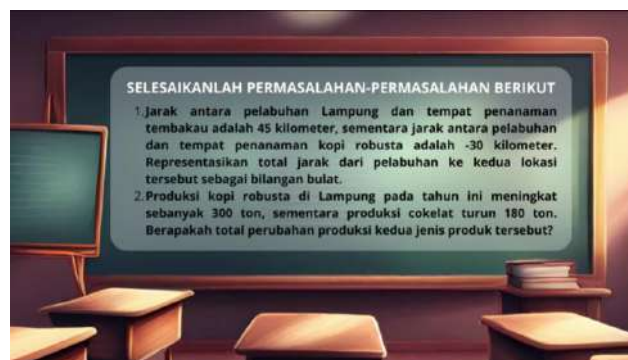 SELESAIKANLAH PERMASALAHAN-PERMASALAHAN BERIKUT
1. Jarak antara pelabuhan Lampung dan tempat penanaman
tembakau adalah 45 kilometer, sementara jarak antara pelabuhan
dan tempat penanaman kopi robusta adalah -30 kilometer.
Representasikan total jarak dari pelabuhan ke kedua lokasi
tersebut sebagai bilangan bulat.
2. Produksi kopi robusta di Lampung pada tahun ini meningkat
sebanyak 300 ton, sementara produksi cokelat turun 180 ton.
Berapakah total perubahan produksi kedua jenis produk tersebut?